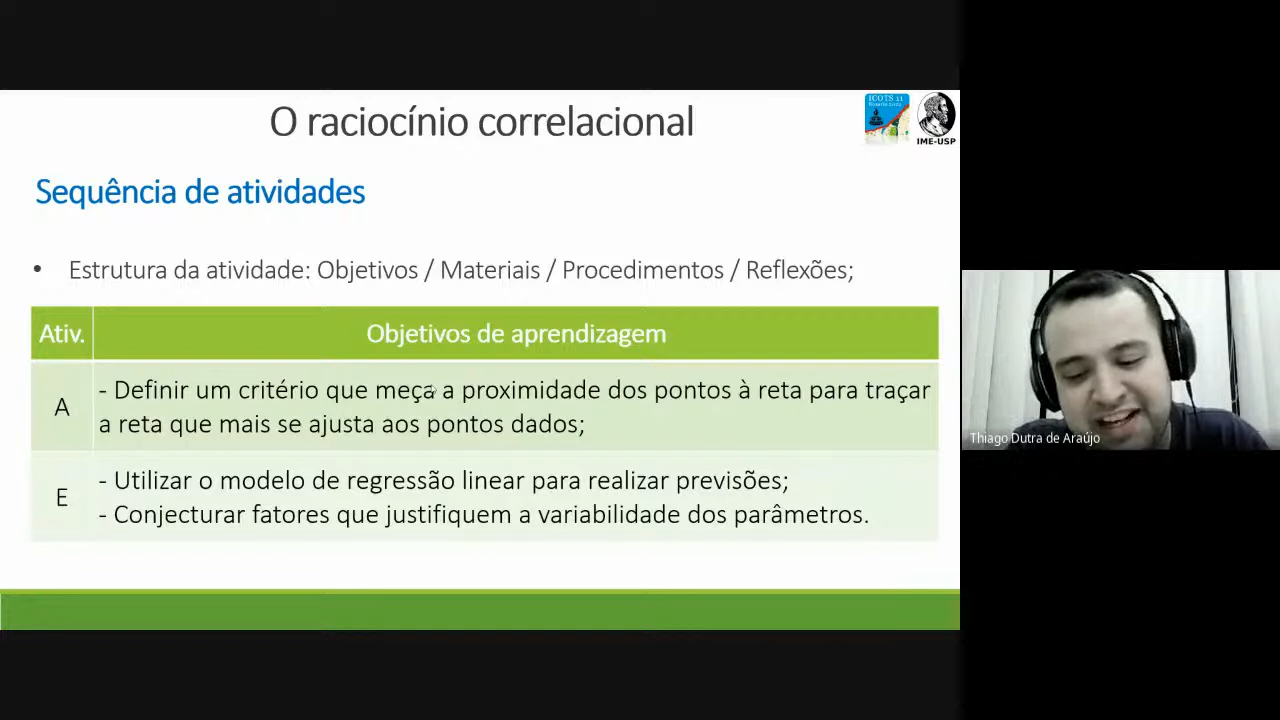 O raciocínio correlacional
ICOTS 11
IME-USP
Sequência de atividades
• Estrutura da atividade: Objetivos / Materiais / Procedimentos / Reflexões;
Ativ. Objetivos de aprendizagem
A
- Definir um critério que meça a proximidade dos pontos à reta para traçar
a reta que mais se ajusta aos pontos dados;
E
- Utilizar o modelo de regressão linear para realizar previsões;
- Conjecturar fatores que justifiquem a variabilidade dos parâmetros.
Thiago Dutra de Araújo